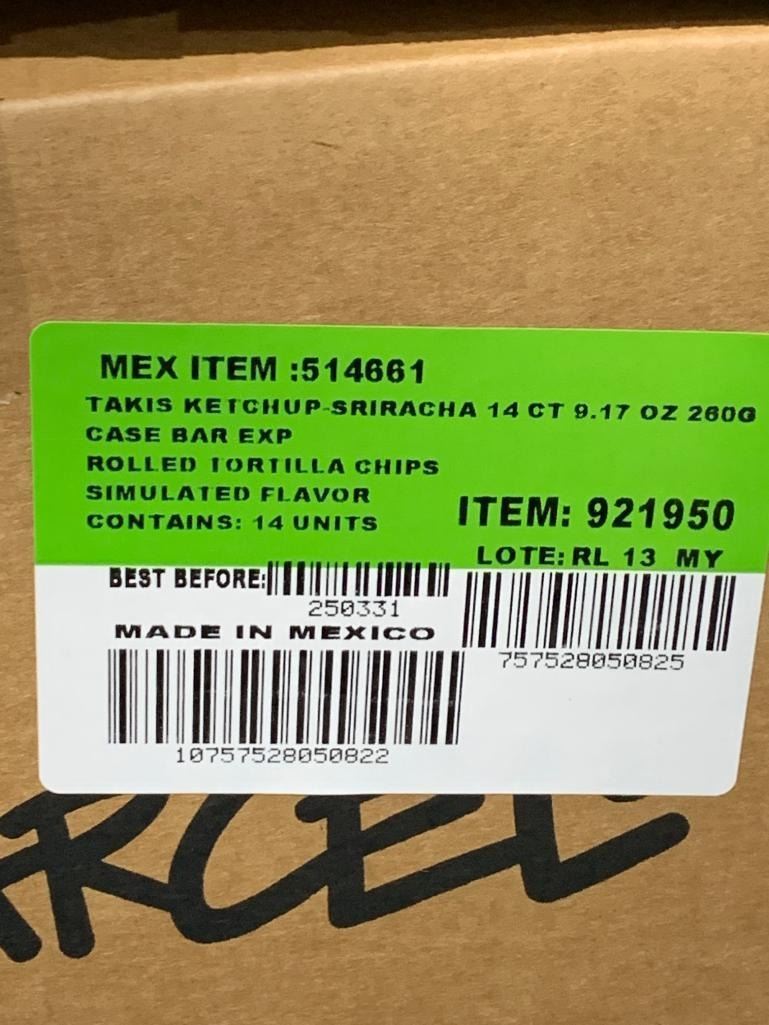 MEX ITEM :514661
TAKIS KETCHUP-SRIRACHA 14 CT 9.17 OZ 260G
CASE BAR EXP
ROLLED TORTILLA CHIPS
SIMULATED FLAVOR
CONTAINS: 14 UNITS
ITEM: 921950
LOTE: RL 13 MY
BEST BEFORE:
250331
MADE IN MEXICO
757528050825
10757528050822
ARCEL